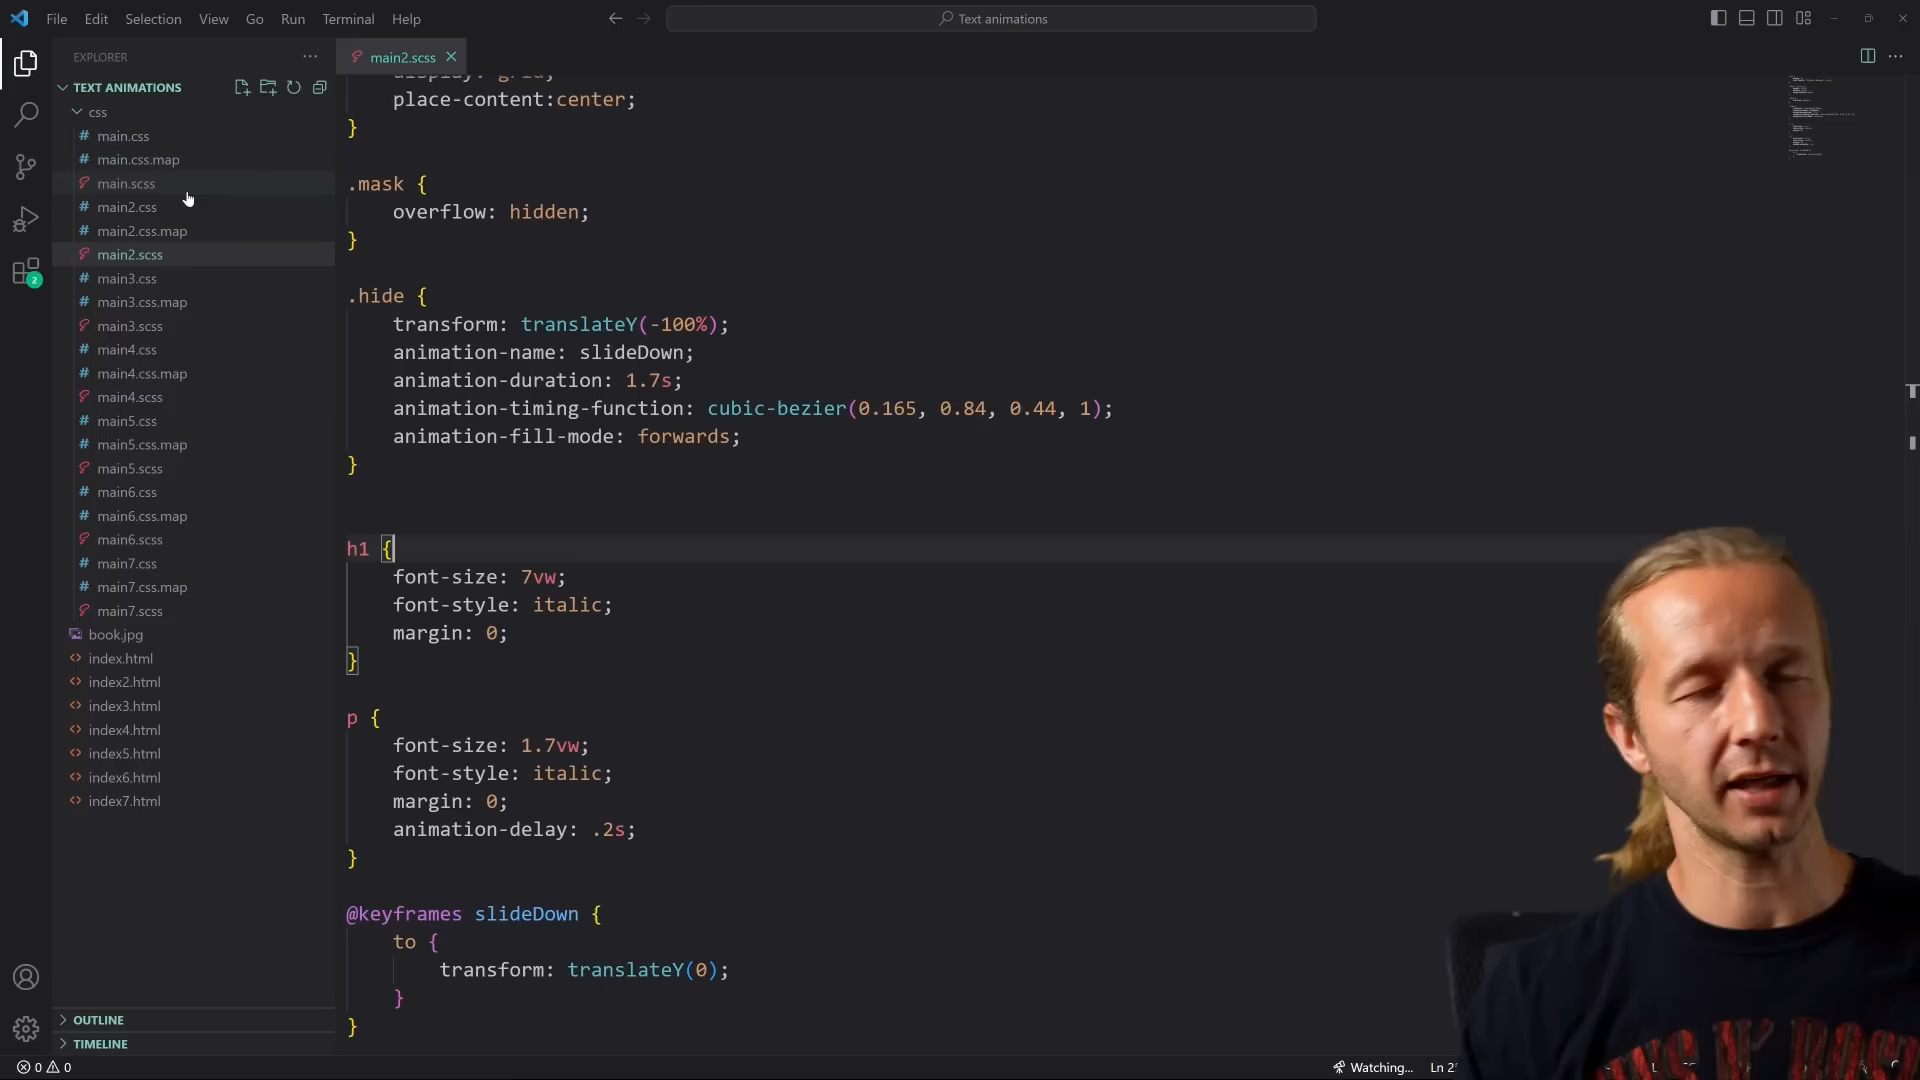 File Edit Selection View Go Run Terminal Help
Text animations
EXPLORER
TEXT ANIMATIONS
css
main.css
main.css.map
main.scss
main2.css
main2.css.map
main2.scss
main3.css
main3.css.map
main3.scss
main4.css
main4.css.map
main4.scss
main5.css
main5.css.map
main5.scss
main6.css
main6.css.map
main6.scss
main7.css
main7.css.map
main7.scss
book.jpg
index.html
index2.html
index3.html
index4.html
index5.html
index6.html
index7.html
OUTLINE
TIMELINE
2
0 0
main2.scss
display: grid;
place-content:center;
}
.mask {
overflow: hidden;
}
.hide {
transform: translateY(-100%);
animation-name: slideDown;
animation-duration: 1.7s;
animation-timing-function: cubic-bezier(0.165, 0.84, 0.44, 1);
animation-fill-mode: forwards;
}
h1 {
font-size: 7vw;
font-style: italic;
margin: 0;
}
p {
font-size: 1.7vw;
font-style: italic;
margin: 0;
animation-delay: .2s;
}
@keyframes slideDown {
to {
transform: translateY(0);
}
}
Watching...